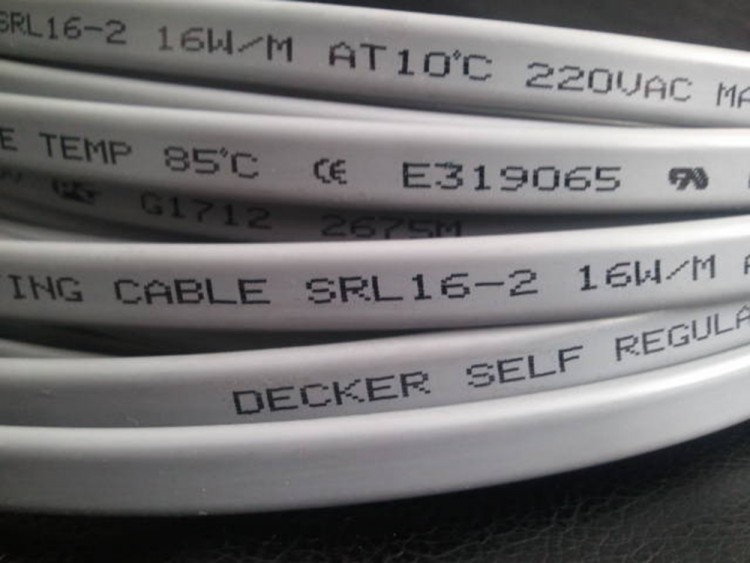 SRL16-2 16W/M AT10°C 220VAC MA
E TEMP 85°C CE E319065
G1712 2675M
ING CABLE SRL16-2 16W/M
DECKER SELF REGULA